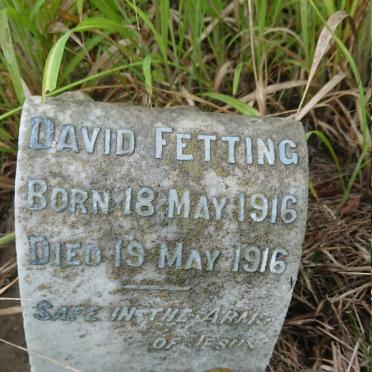 DAVID FETTING
BORN 18 MAY 1916
DIED 19 MAY 1916
SAFE IN THE ARMS
OF JESUS